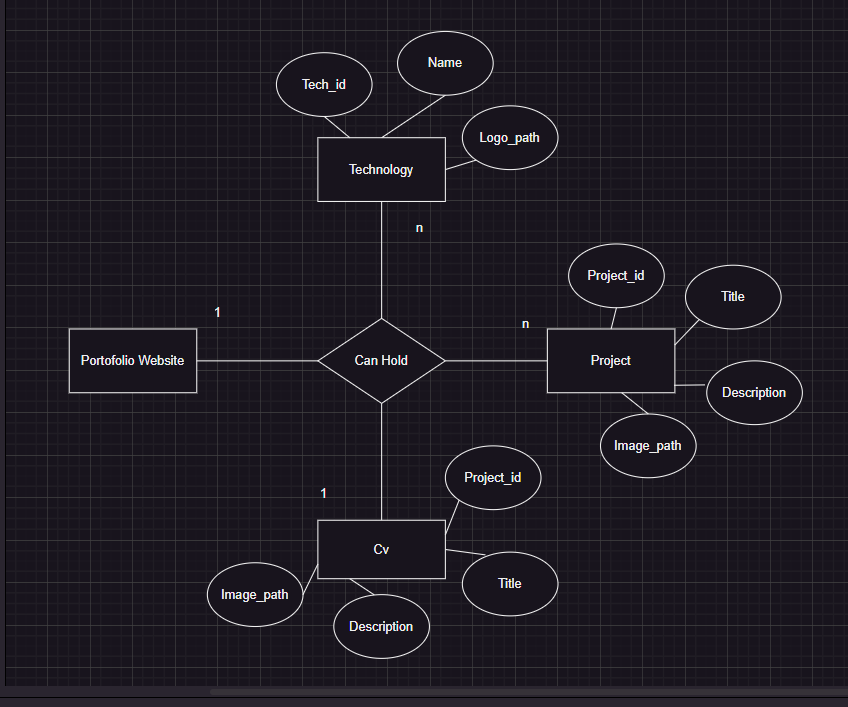 Name
Tech_id
Logo_path
Technology
n
Project_id
Title
1
n
Portofolio Website
Can Hold
Project
Description
Image_path
Project_id
1
Cv
Title
Image_path
Description